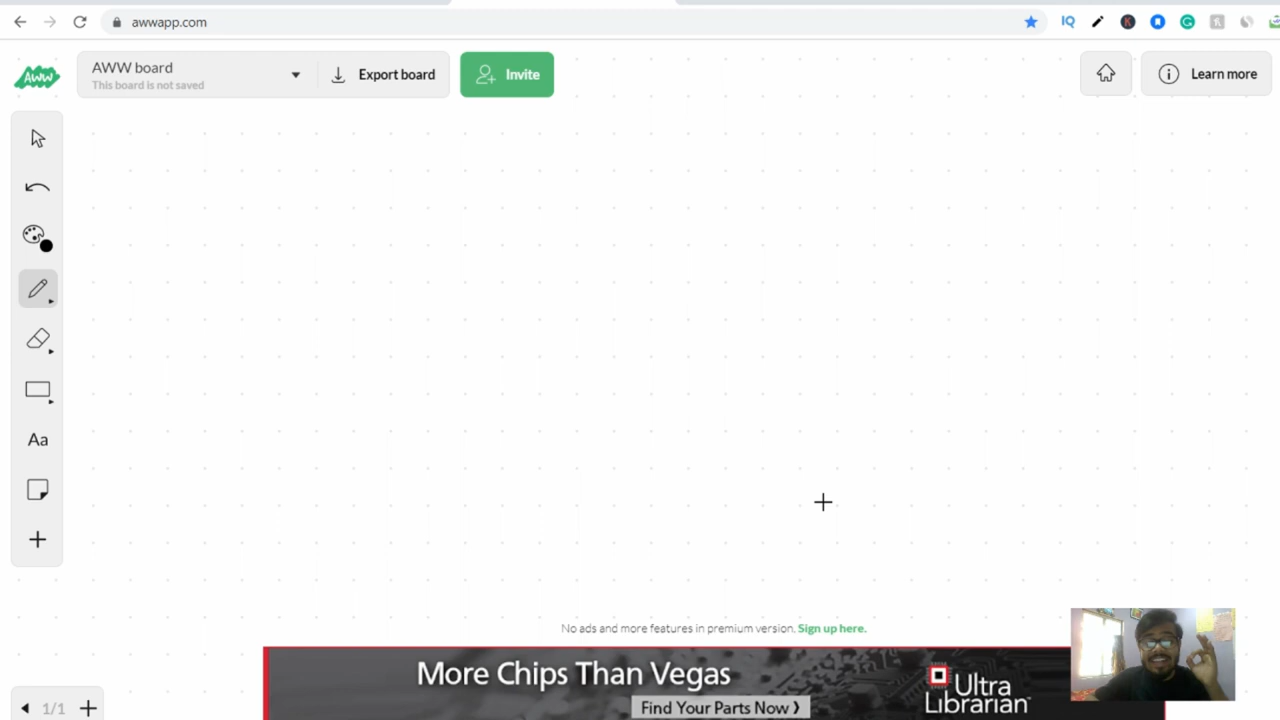 awwapp.com
IQ
AWW
AWW board
This board is not saved
Export board
Invite
Learn more
Aa
No ads and more features in premium version. Sign up here.
More Chips Than Vegas
Find Your Parts Now ❯
Ultra
Librarian™
1/1